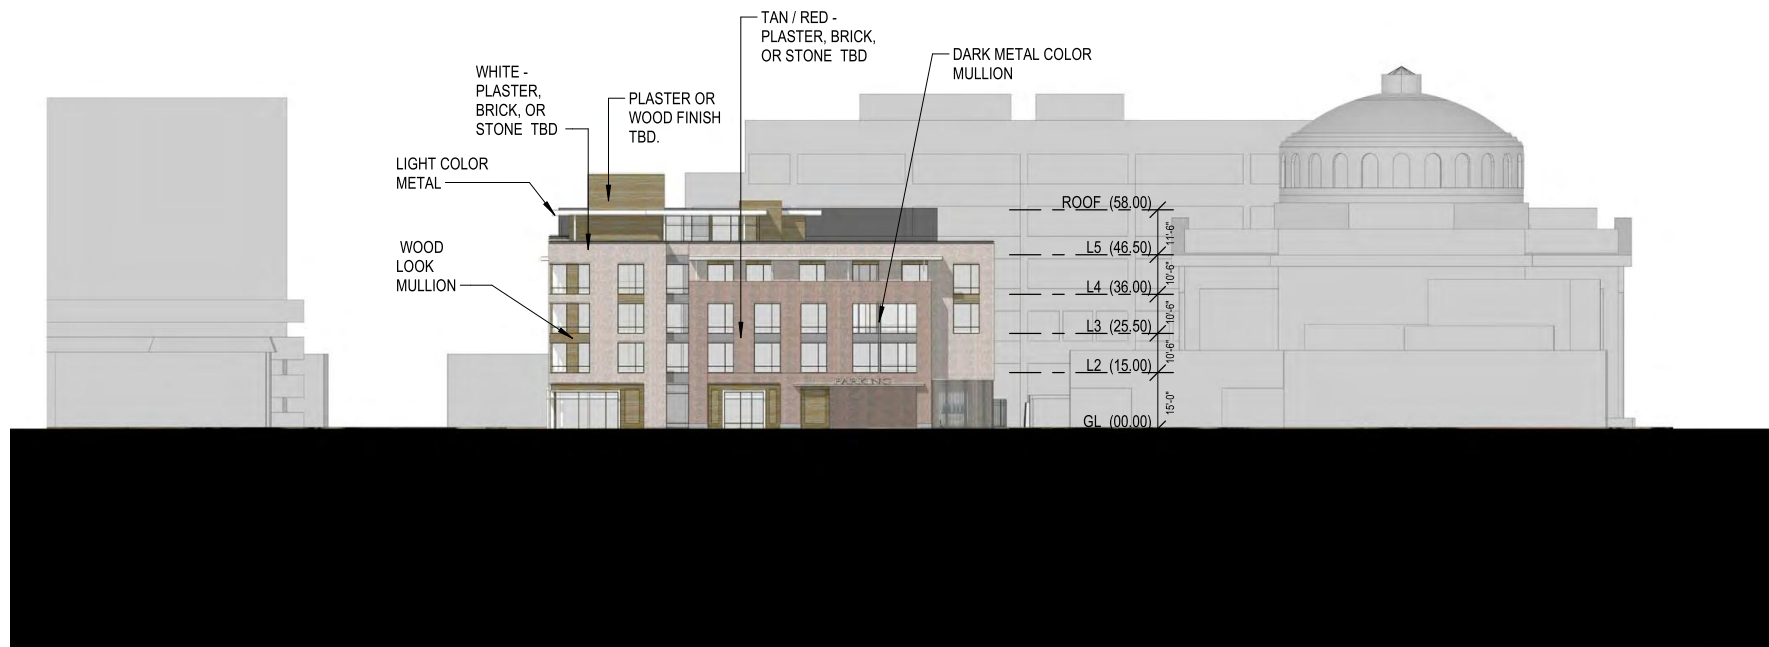 TAN / RED -
PLASTER, BRICK,
OR STONE TBD
DARK METAL COLOR
MULLION
WHITE -
PLASTER,
BRICK, OR
STONE TBD
PLASTER OR
WOOD FINISH
TBD.
LIGHT COLOR
METAL
WOOD
LOOK
MULLION
ROOF (58.00)
11'-6"
L5 (46.50)
10'-6"
L4 (36.00)
10'-6"
L3 (25.50)
10'-6"
L2 (15.00)
15'-0"
GL (00.00)
PARKING